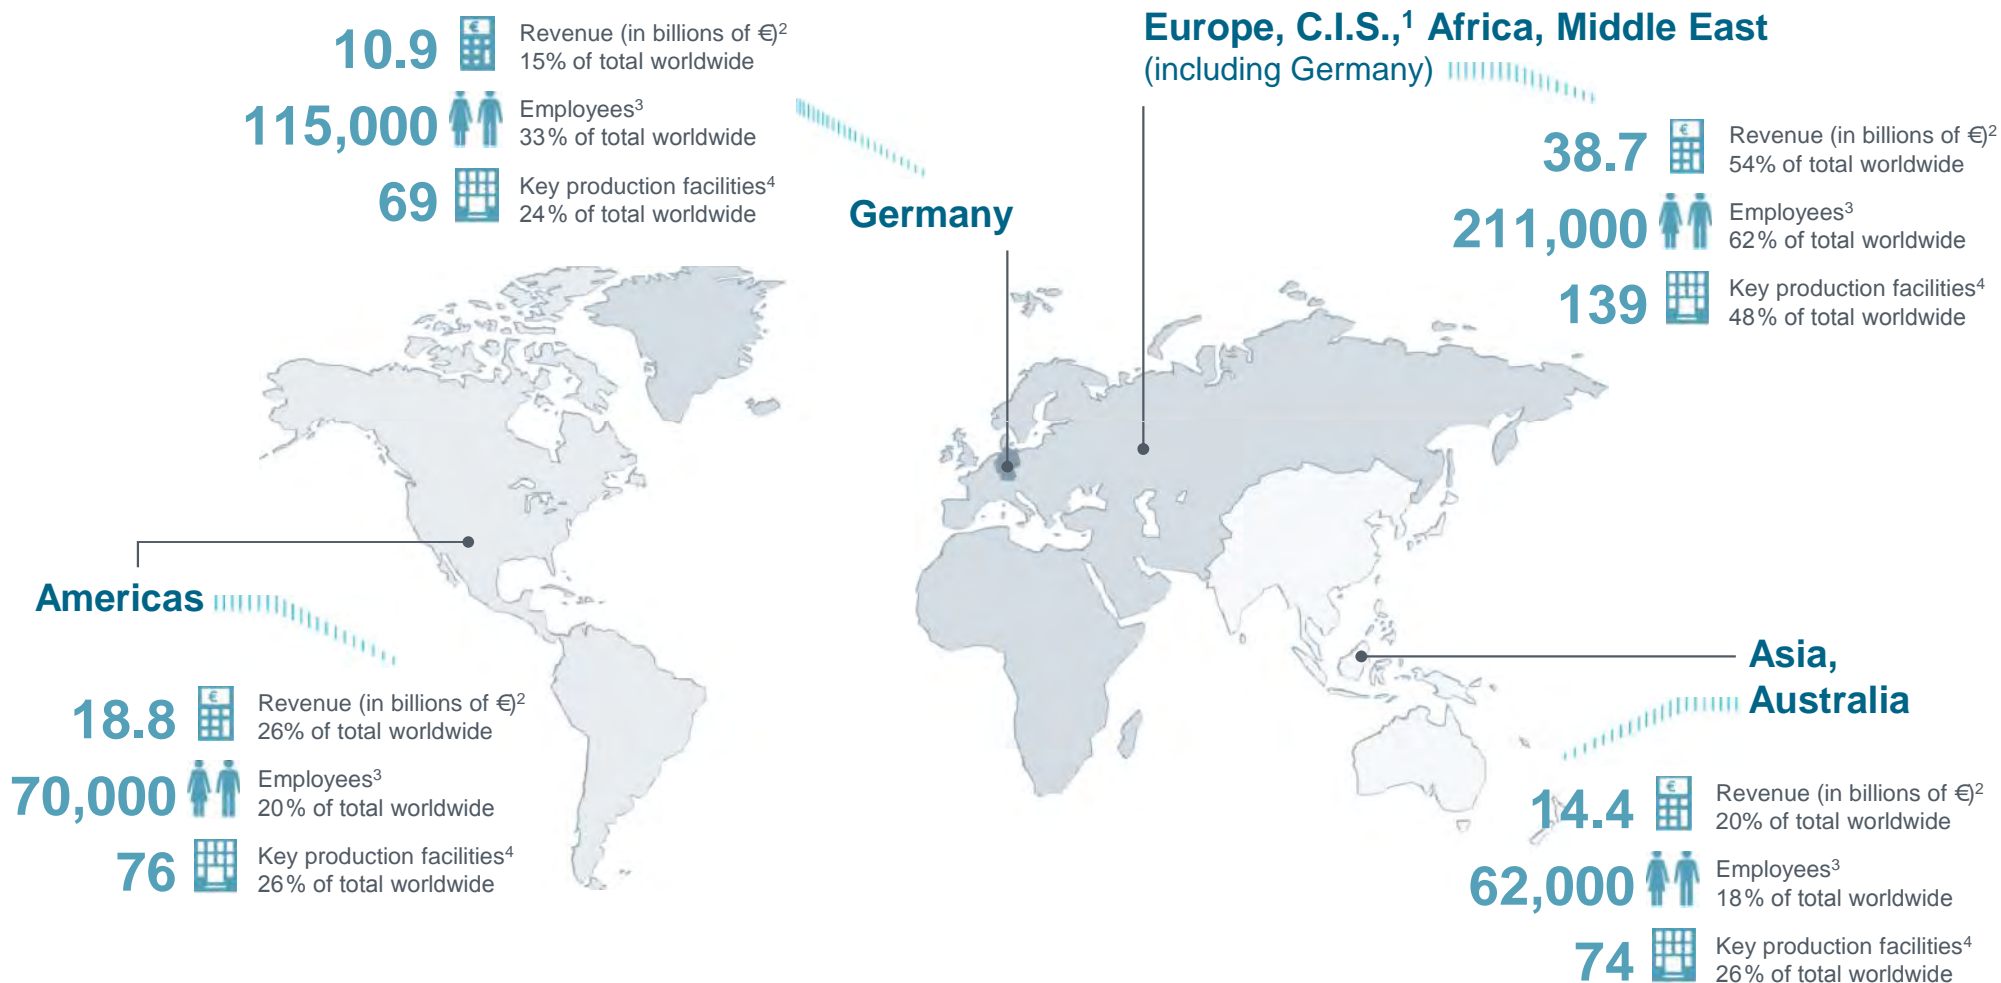 10.9
Revenue (in billions of €)²
15% of total worldwide
115,000
Employees³
33% of total worldwide
69
Key production facilities⁴
24% of total worldwide
Germany
Europe, C.I.S.,¹ Africa, Middle East
(including Germany)
38.7
Revenue (in billions of €)²
54% of total worldwide
211,000
Employees³
62% of total worldwide
139
Key production facilities⁴
48% of total worldwide
Americas
18.8
Revenue (in billions of €)²
26% of total worldwide
70,000
Employees³
20% of total worldwide
76
Key production facilities⁴
26% of total worldwide
Asia,
Australia
14.4
Revenue (in billions of €)²
20% of total worldwide
62,000
Employees³
18% of total worldwide
74
Key production facilities⁴
26% of total worldwide